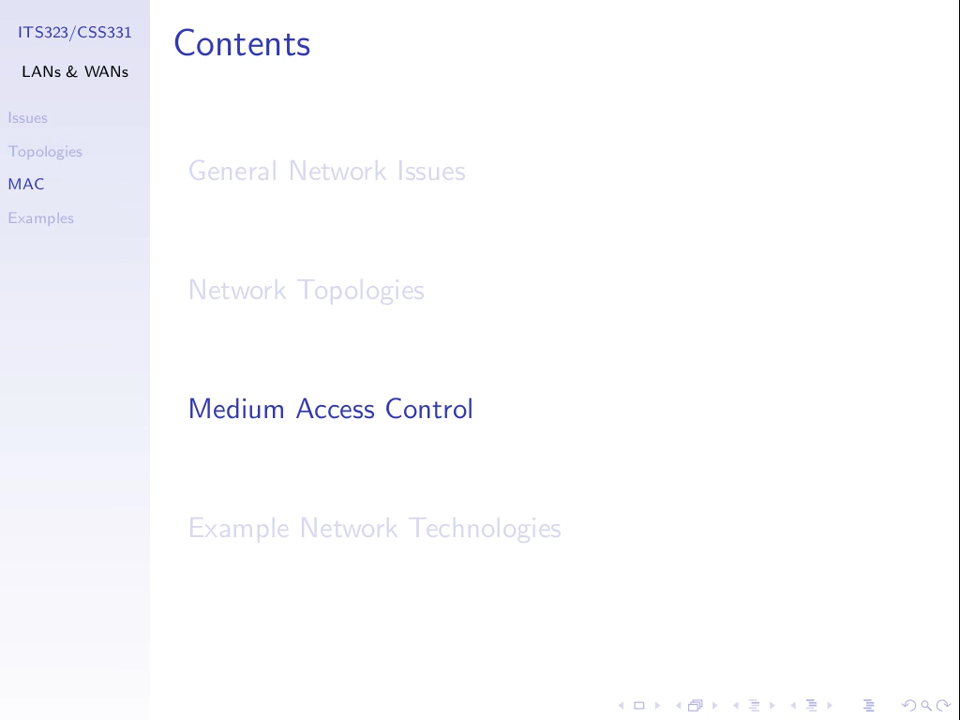 ITS323/CSS331
LANs & WANs
Issues
Topologies
MAC
Examples
Contents
General Network Issues
Network Topologies
Medium Access Control
Example Network Technologies